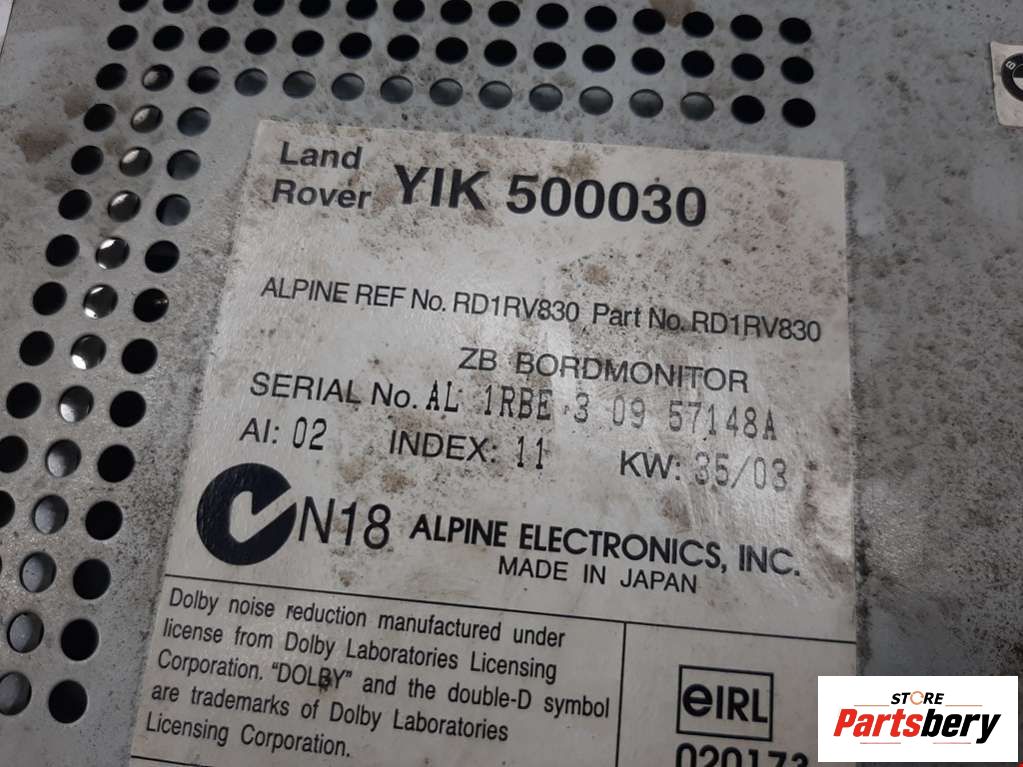 Land
Rover YIK 500030
ALPINE REF No. RD1RV830 Part No. RD1RV830
ZB BORDMONITOR
SERIAL No. AL 1RBE 3 09 57148A
AI: 02 INDEX: 11 KW: 35/03
N18 ALPINE ELECTRONICS, INC.
MADE IN JAPAN
Dolby noise reduction manufactured under
license from Dolby Laboratories Licensing
Corporation. “DOLBY” and the double-D symbol
are trademarks of Dolby Laboratories
Licensing Corporation.
eIRL
020173
STORE
Partsbery